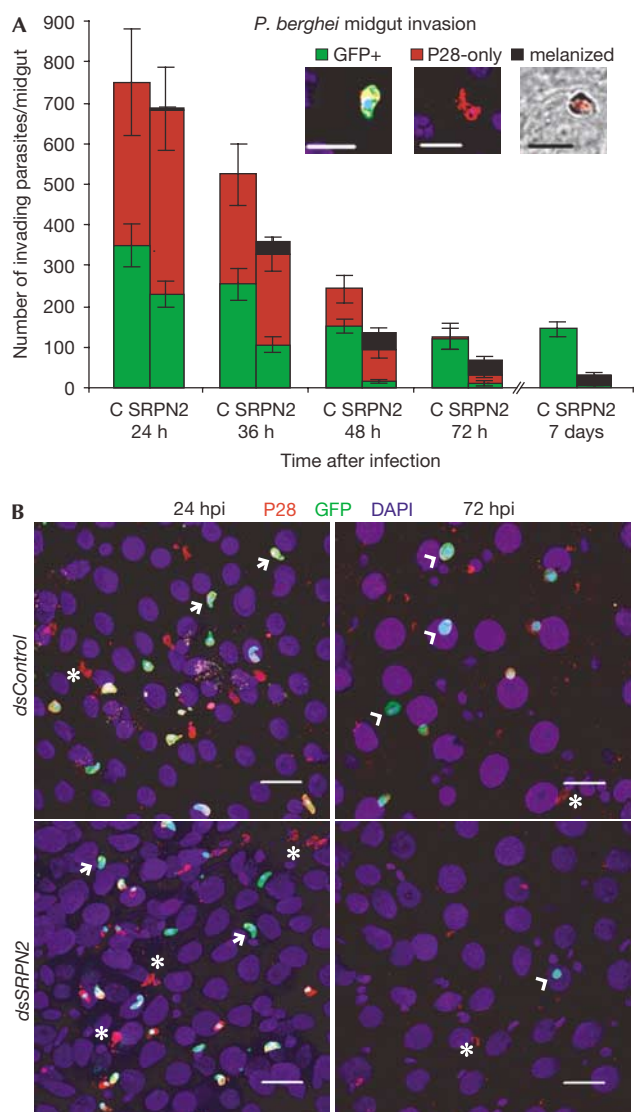 A
P. berghei midgut invasion
GFP+ P28-only melanized
Number of invading parasites/midgut
900
800
700
600
500
400
300
200
100
0
C SRPN2 C SRPN2 C SRPN2 C SRPN2 C SRPN2
24 h 36 h 48 h 72 h 7 days
Time after infection
B 24 hpi P28 GFP DAPI 72 hpi
dsControl
dsSRPN2